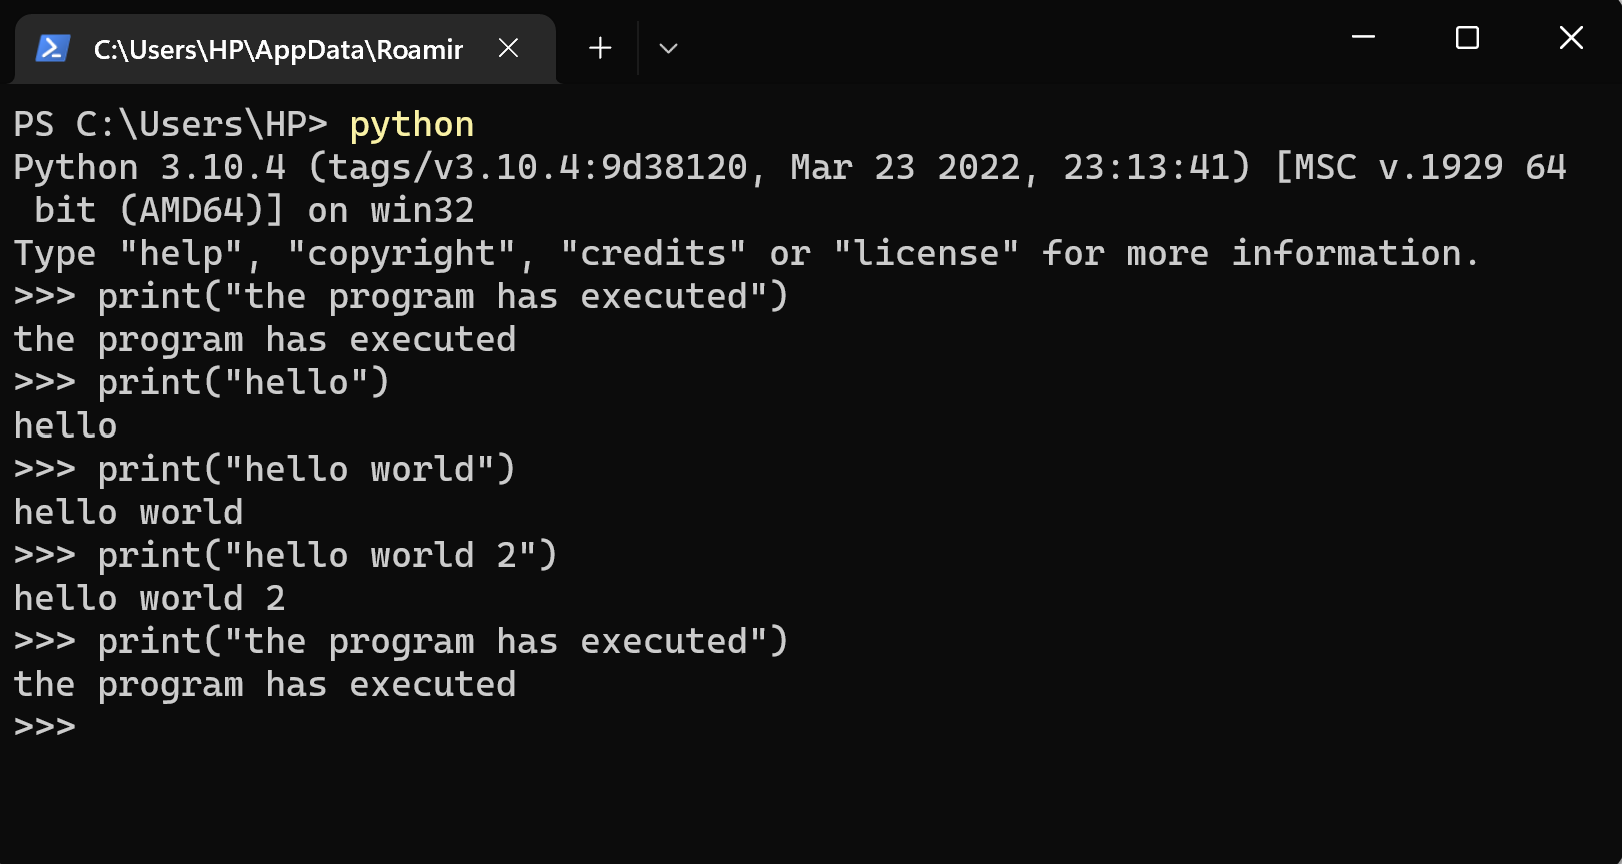 C:\Users\HP\AppData\Roamir
PS C:\Users\HP> python
Python 3.10.4 (tags/v3.10.4:9d38120, Mar 23 2022, 23:13:41) [MSC v.1929 64
 bit (AMD64)] on win32
Type "help", "copyright", "credits" or "license" for more information.
>>> print("the program has executed")
the program has executed
>>> print("hello")
hello
>>> print("hello world")
hello world
>>> print("hello world 2")
hello world 2
>>> print("the program has executed")
the program has executed
>>>